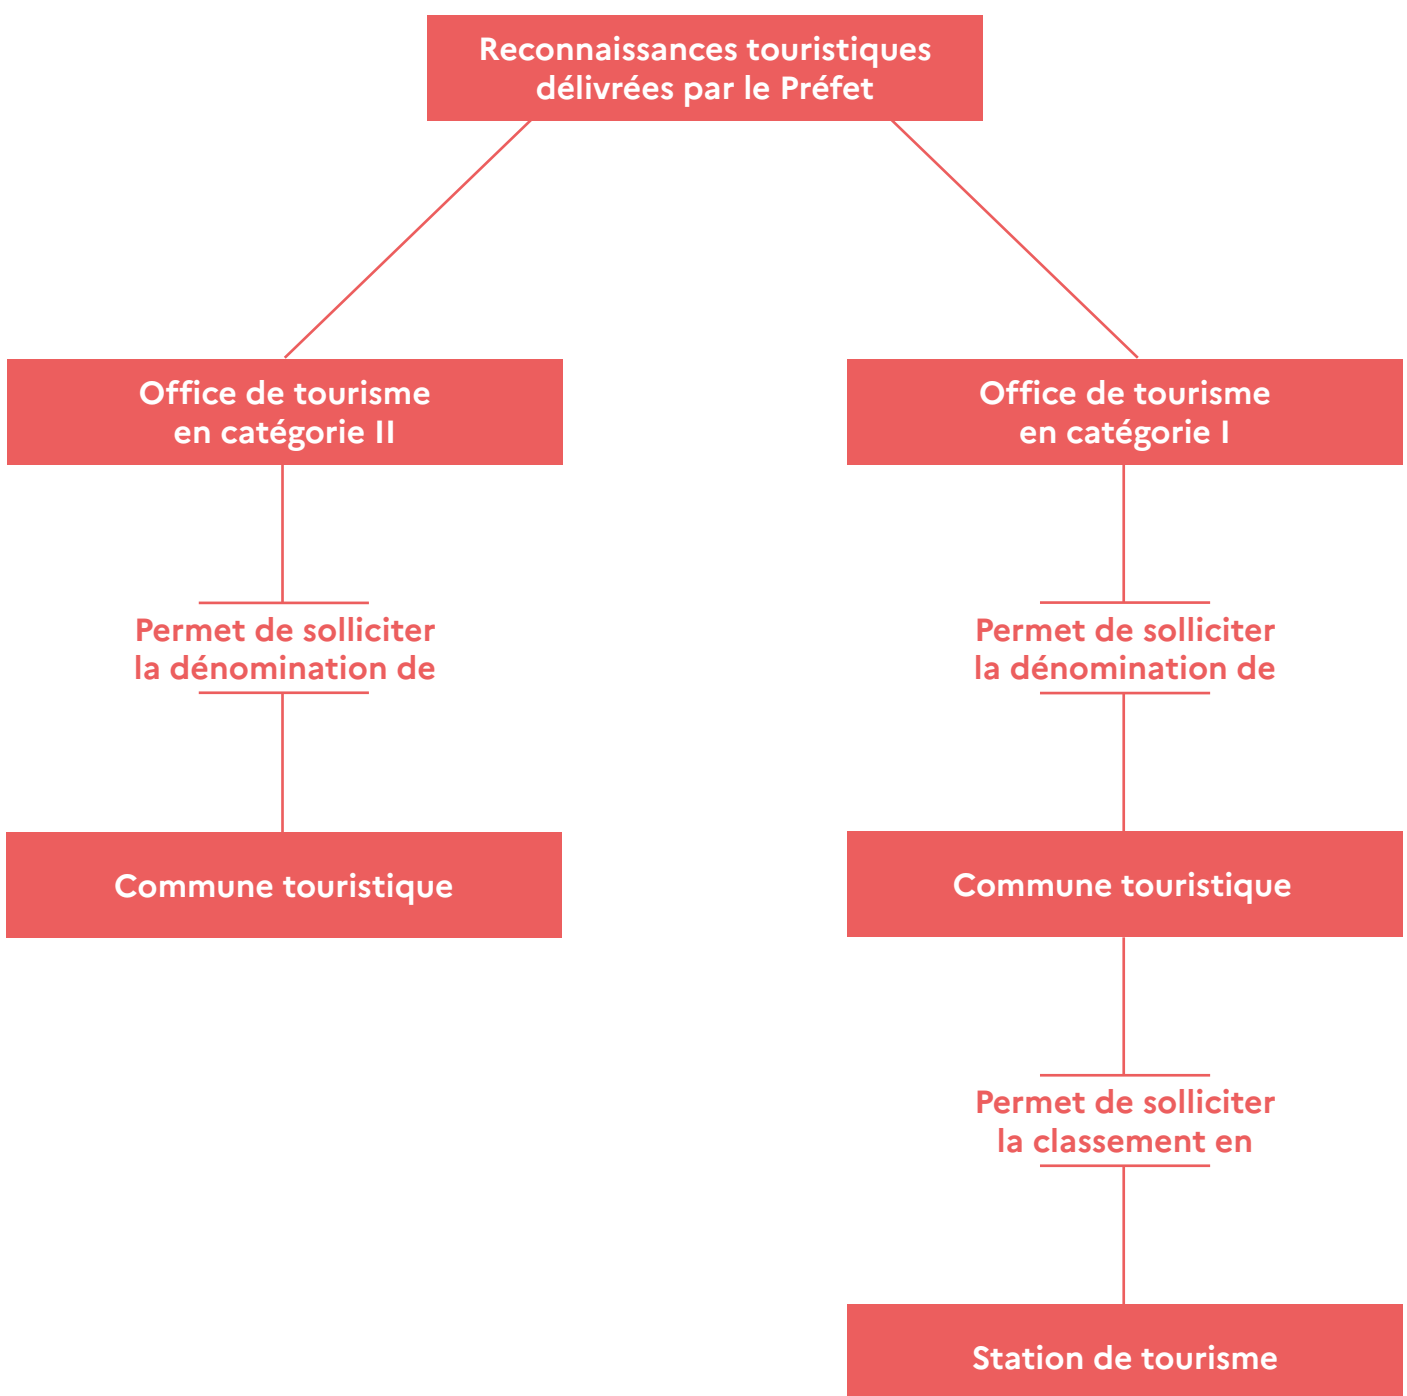 Reconnaissances touristiques
délivrées par le Préfet
Office de tourisme
en catégorie II
Office de tourisme
en catégorie I
Permet de solliciter
la dénomination de
Permet de solliciter
la dénomination de
Commune touristique
Commune touristique
Permet de solliciter
la classement en
Station de tourisme